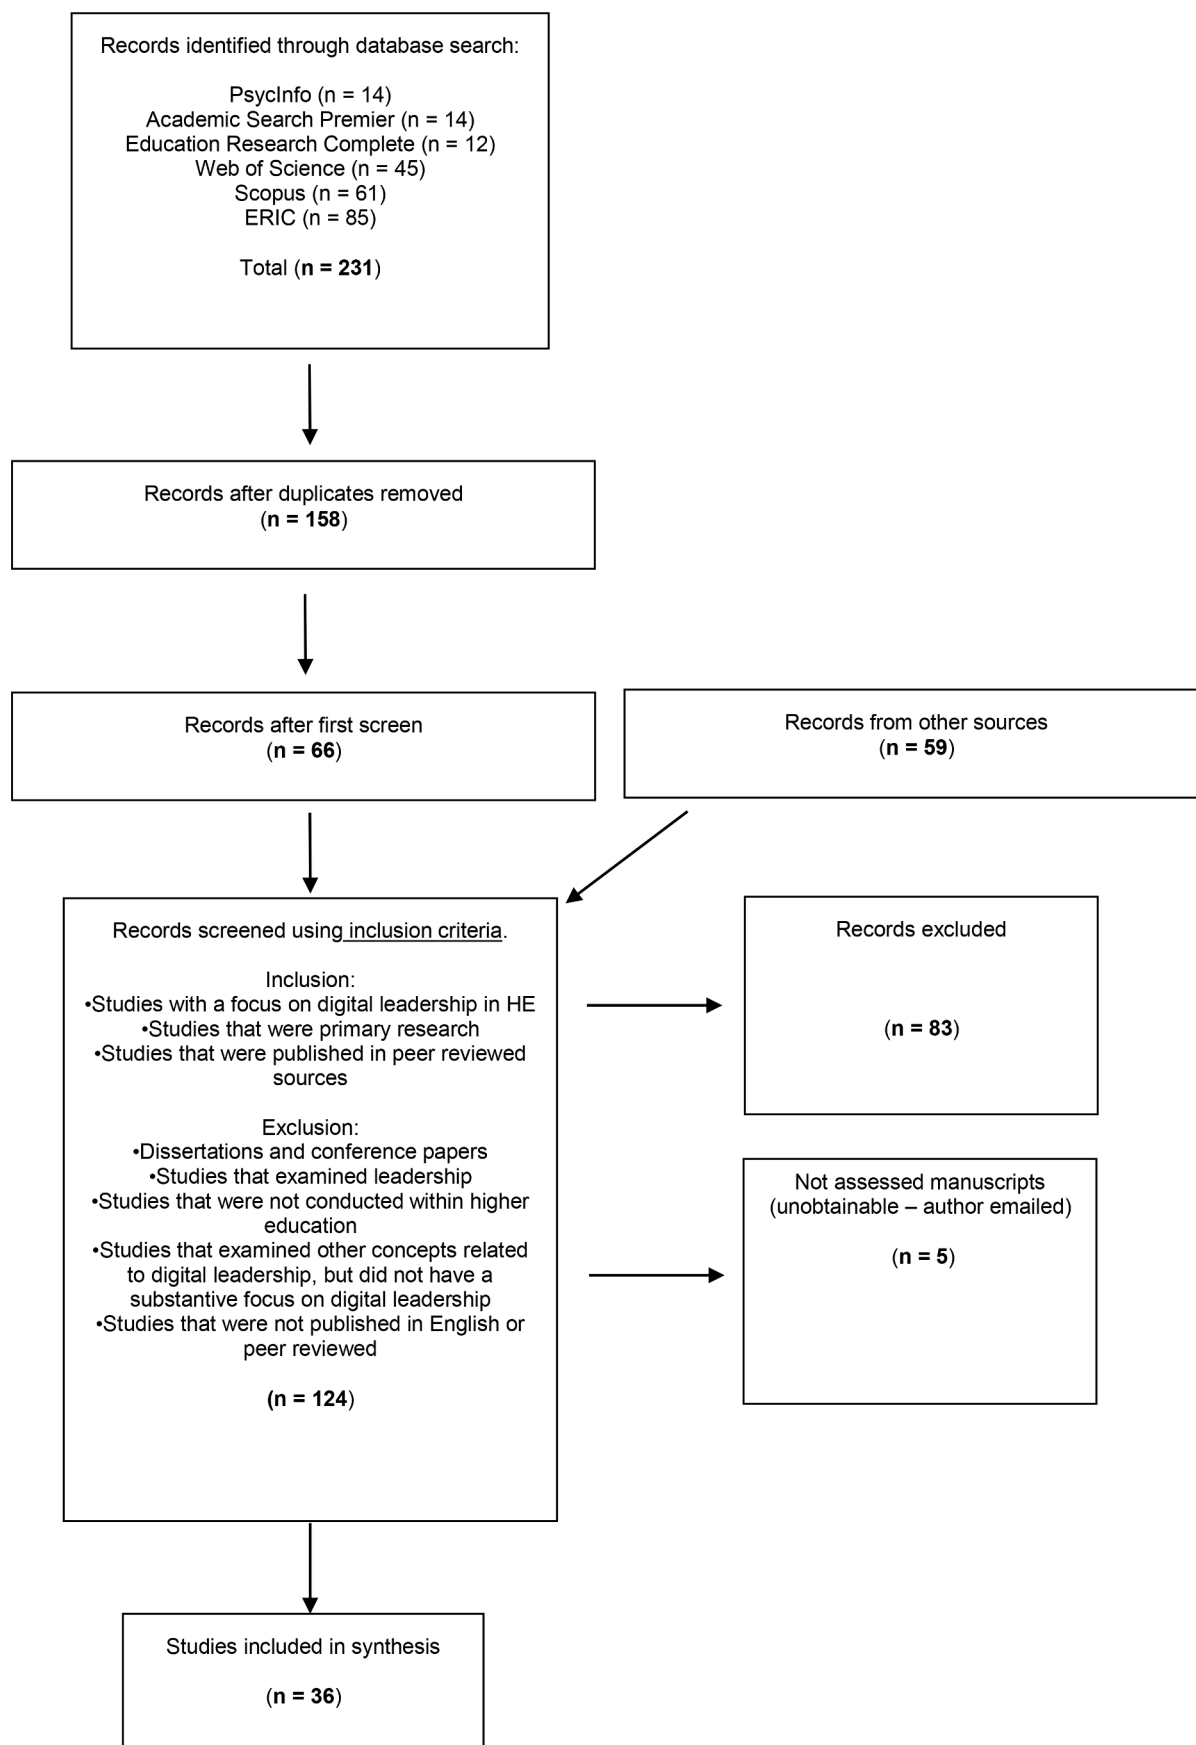 Records identified through database search:
PsycInfo (n = 14)
Academic Search Premier (n = 14)
Education Research Complete (n = 12)
Web of Science (n = 45)
Scopus (n = 61)
ERIC (n = 85)
Total (n = 231)
Records after duplicates removed
(n = 158)
Records after first screen
(n = 66)
Records from other sources
(n = 59)
Records screened using inclusion criteria.
Inclusion:
•Studies with a focus on digital leadership in HE
•Studies that were primary research
•Studies that were published in peer reviewed
sources
Exclusion:
•Dissertations and conference papers
•Studies that examined leadership
•Studies that were not conducted within higher
education
•Studies that examined other concepts related
to digital leadership, but did not have a
substantive focus on digital leadership
•Studies that were not published in English or
peer reviewed
(n = 124)
Records excluded
(n = 83)
Not assessed manuscripts
(unobtainable – author emailed)
(n = 5)
Studies included in synthesis
(n = 36)